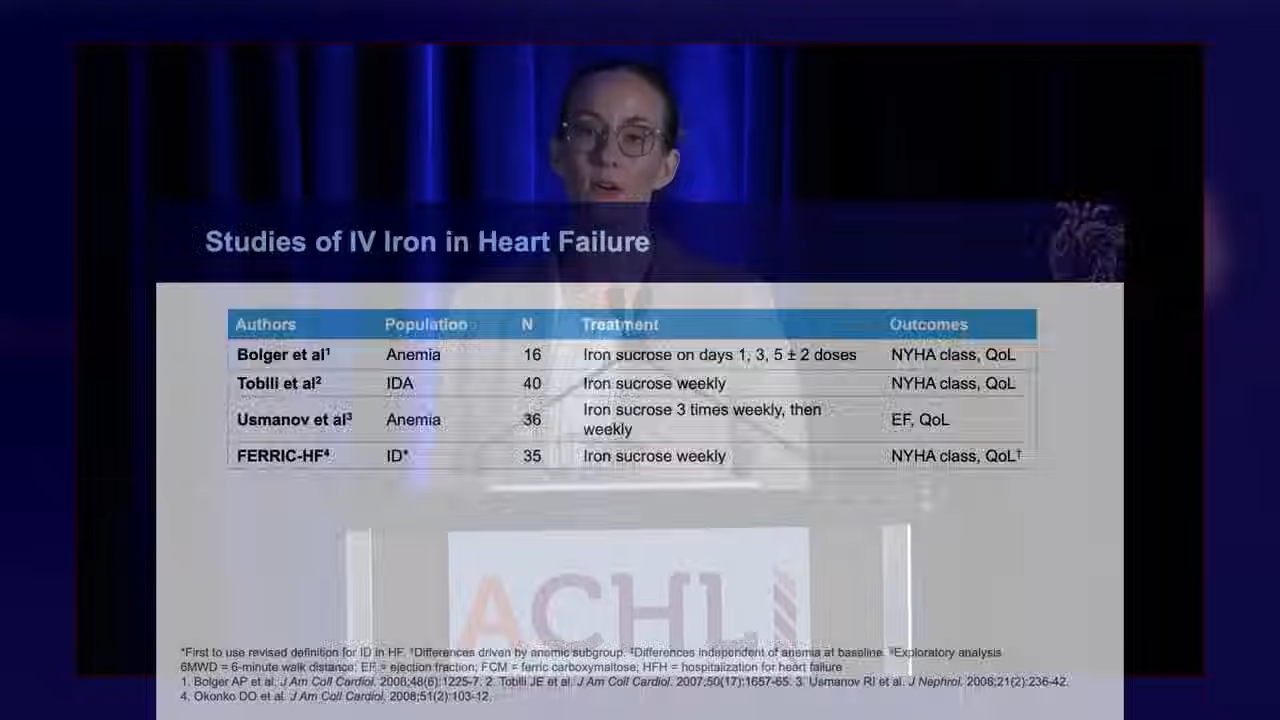 Studies of IV Iron in Heart Failure
Authors Population N Treatment Outcomes
Bolger et al¹ Anemia 16 Iron sucrose on days 1, 3, 5 ± 2 doses NYHA class, QoL
Toblli et al² IDA 40 Iron sucrose weekly NYHA class, QoL
Usmanov et al³ Anemia 36 Iron sucrose 3 times weekly, then
weekly EF, QoL
FERRIC-HF⁴ ID* 35 Iron sucrose weekly NYHA class, QoL†
ACHL
*First to use revised definition for ID in HF. †Differences driven by anemic subgroup. ‡Differences independent of anemia at baseline. Exploratory analysis
6MWD = 6-minute walk distance; EF = ejection fraction; FCM = ferric carboxymaltose; HFH = hospitalization for heart failure
1. Bolger AP et al. J Am Coll Cardiol. 2006;48(6):1225-7. 2. Toblli JE et al. J Am Coll Cardiol. 2007;50(17):1657-65. 3. Usmanov RI et al. J Nephrol. 2008;21(2):236-42.
4. Okonko DO et al. J Am Coll Cardiol. 2008;51(2):103-12.